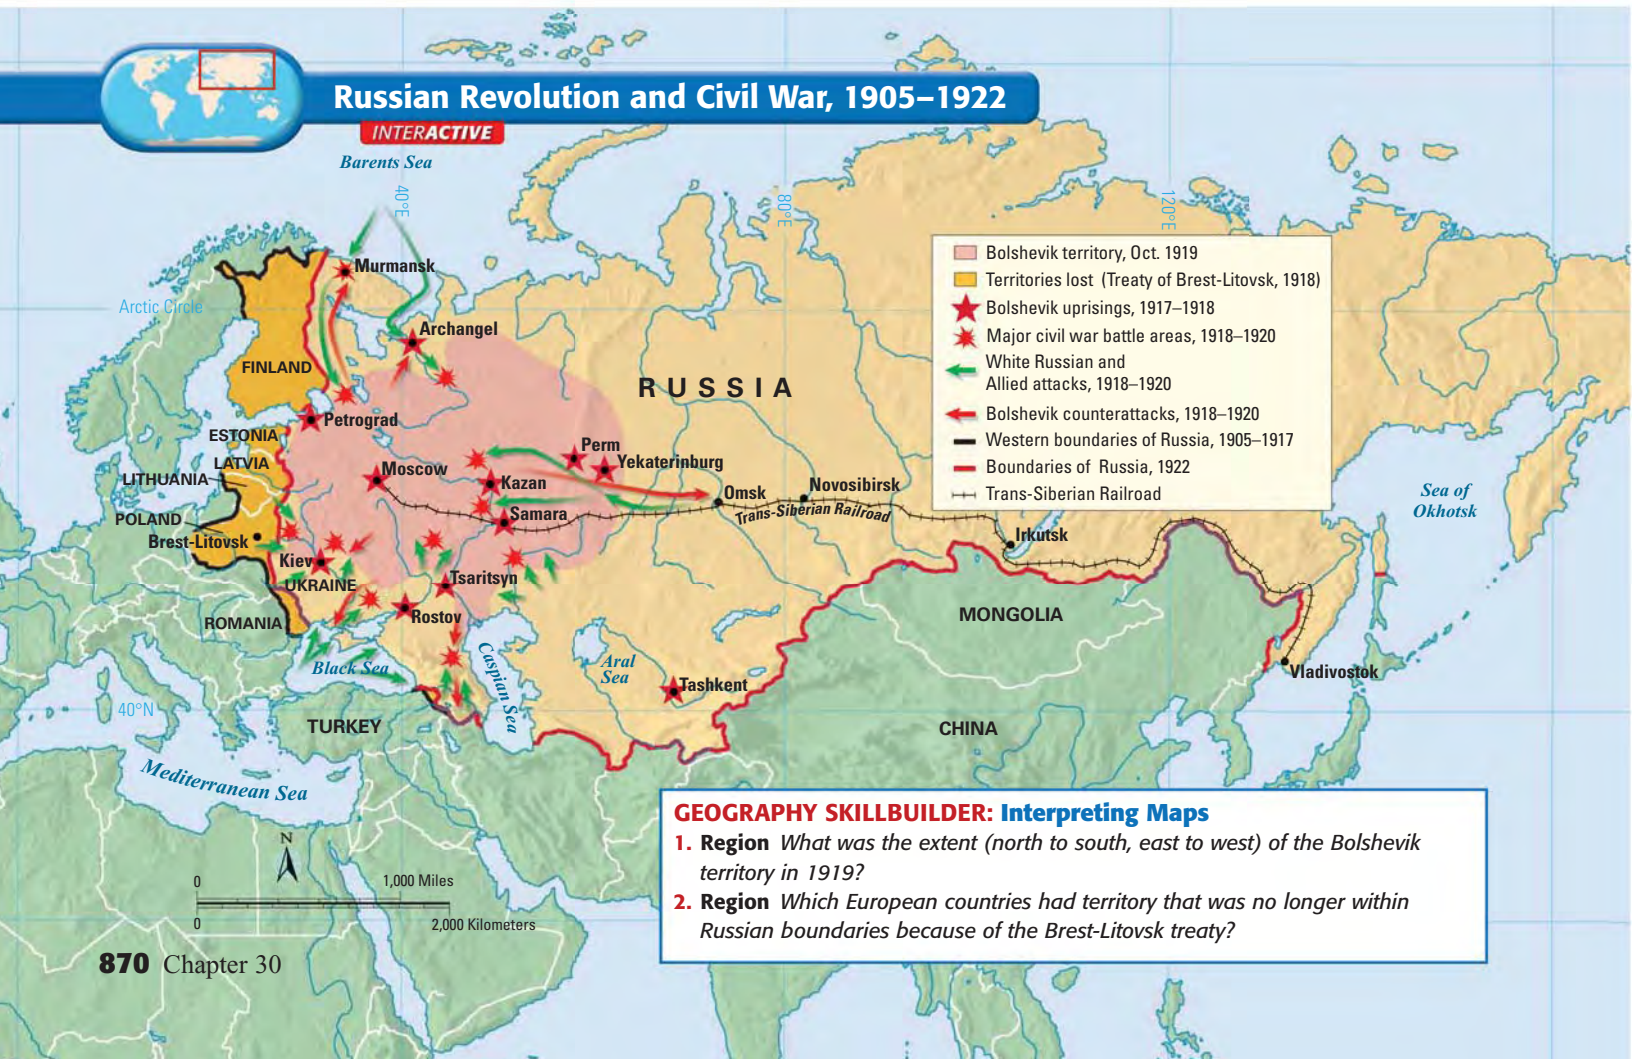 Russian Revolution and Civil War, 1905–1922
INTERACTIVE
Barents Sea
40°E
80°E
120°E
Murmansk
Arctic Circle
Archangel
FINLAND
RUSSIA
Bolshevik territory, Oct. 1919
Territories lost (Treaty of Brest-Litovsk, 1918)
Bolshevik uprisings, 1917–1918
Major civil war battle areas, 1918–1920
White Russian and
Allied attacks, 1918–1920
Bolshevik counterattacks, 1918–1920
Western boundaries of Russia, 1905–1917
Boundaries of Russia, 1922
Trans-Siberian Railroad
Petrograd
ESTONIA
LATVIA
LITHUANIA
Moscow
Perm
Yekaterinburg
Kazan
Omsk
Novosibirsk
Trans-Siberian Railroad
Sea of
Okhotsk
POLAND
Brest-Litovsk
Samara
Irkutsk
Kiev
UKRAINE
Tsaritsyn
Rostov
ROMANIA
MONGOLIA
Black Sea
Caspian Sea
Aral
Sea
Tashkent
Vladivostok
40°N
TURKEY
CHINA
Mediterranean Sea
N
0
1,000 Miles
0
2,000 Kilometers
GEOGRAPHY SKILLBUILDER: Interpreting Maps
1. Region What was the extent (north to south, east to west) of the Bolshevik
territory in 1919?
2. Region Which European countries had territory that was no longer within
Russian boundaries because of the Brest-Litovsk treaty?
870 Chapter 30